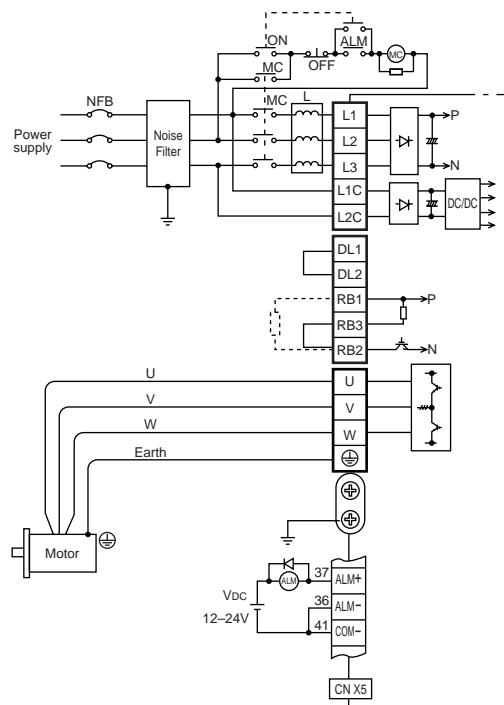 ON
ALM
MC
OFF
MC
NFB
MC
L
Power
supply
Noise
Filter
L1
P
L2
L3
N
L1C
DC/DC
L2C
DL1
DL2
RB1
P
RB3
RB2
N
U
U
V
V
W
W
Earth
Motor
37
ALM+
ALM
VDC
36
ALM-
12–24V
41
COM-
CN X5